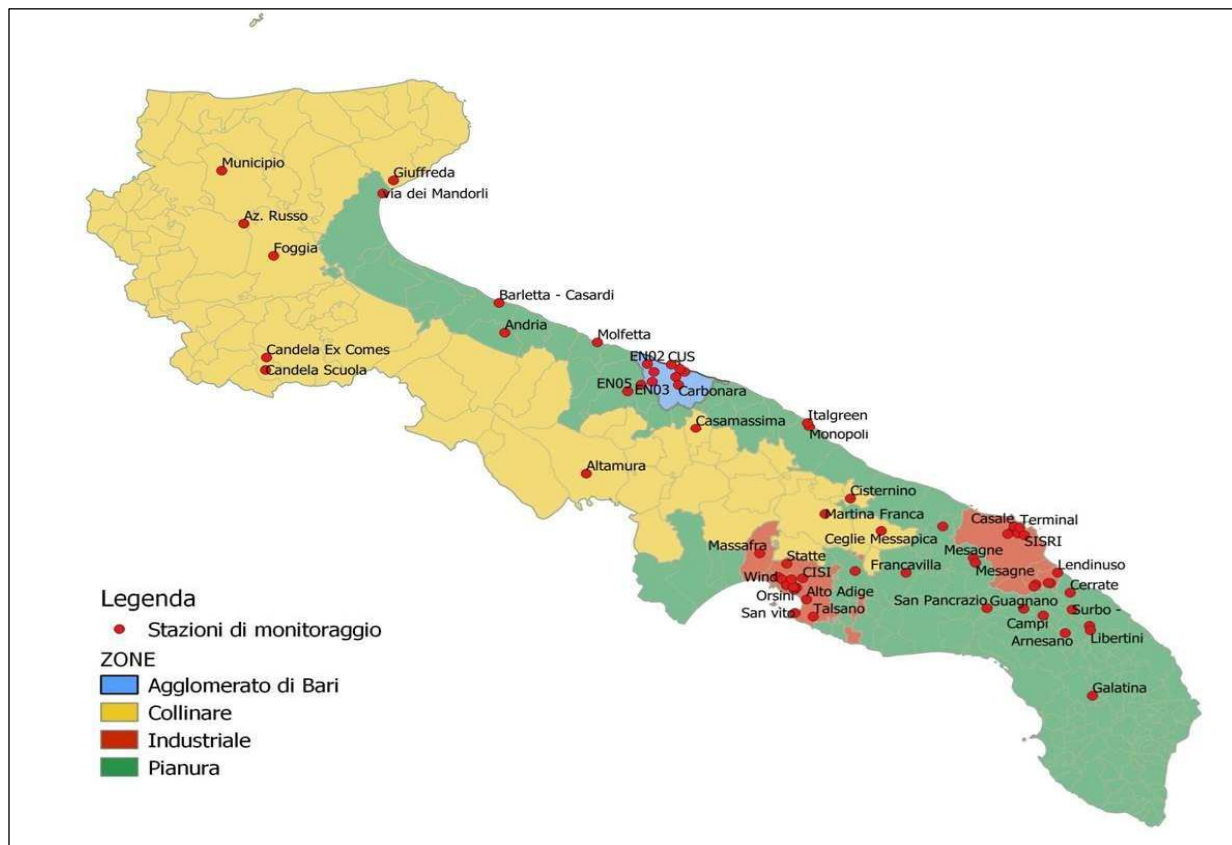 Municipio
Giuffreda
via dei Mandorli
Az. Russo
Foggia
Barletta - Casardi
Andria
Molfetta
Candela Ex Comes
Candela Scuola
EN02
CUS
EN05
EN03
Carbonara
Casamassima
Italgreen
Monopoli
Altamura
Cisternino
Martina Franca
Ceglie Messapica
Casale
Terminal
SISRI
Massafra
Statte
Mesagne
Mesagne
Lendinuso
Wind
CISI
Francavilla
Cerrate
Orsini
Alto Adige
San Pancrazio
Guagnano
Surbo -
San vito
Talsano
Campi
Arnesano
Libertini
Galatina
Legenda
Stazioni di monitoraggio
ZONE
Agglomerato di Bari
Collinare
Industriale
Pianura